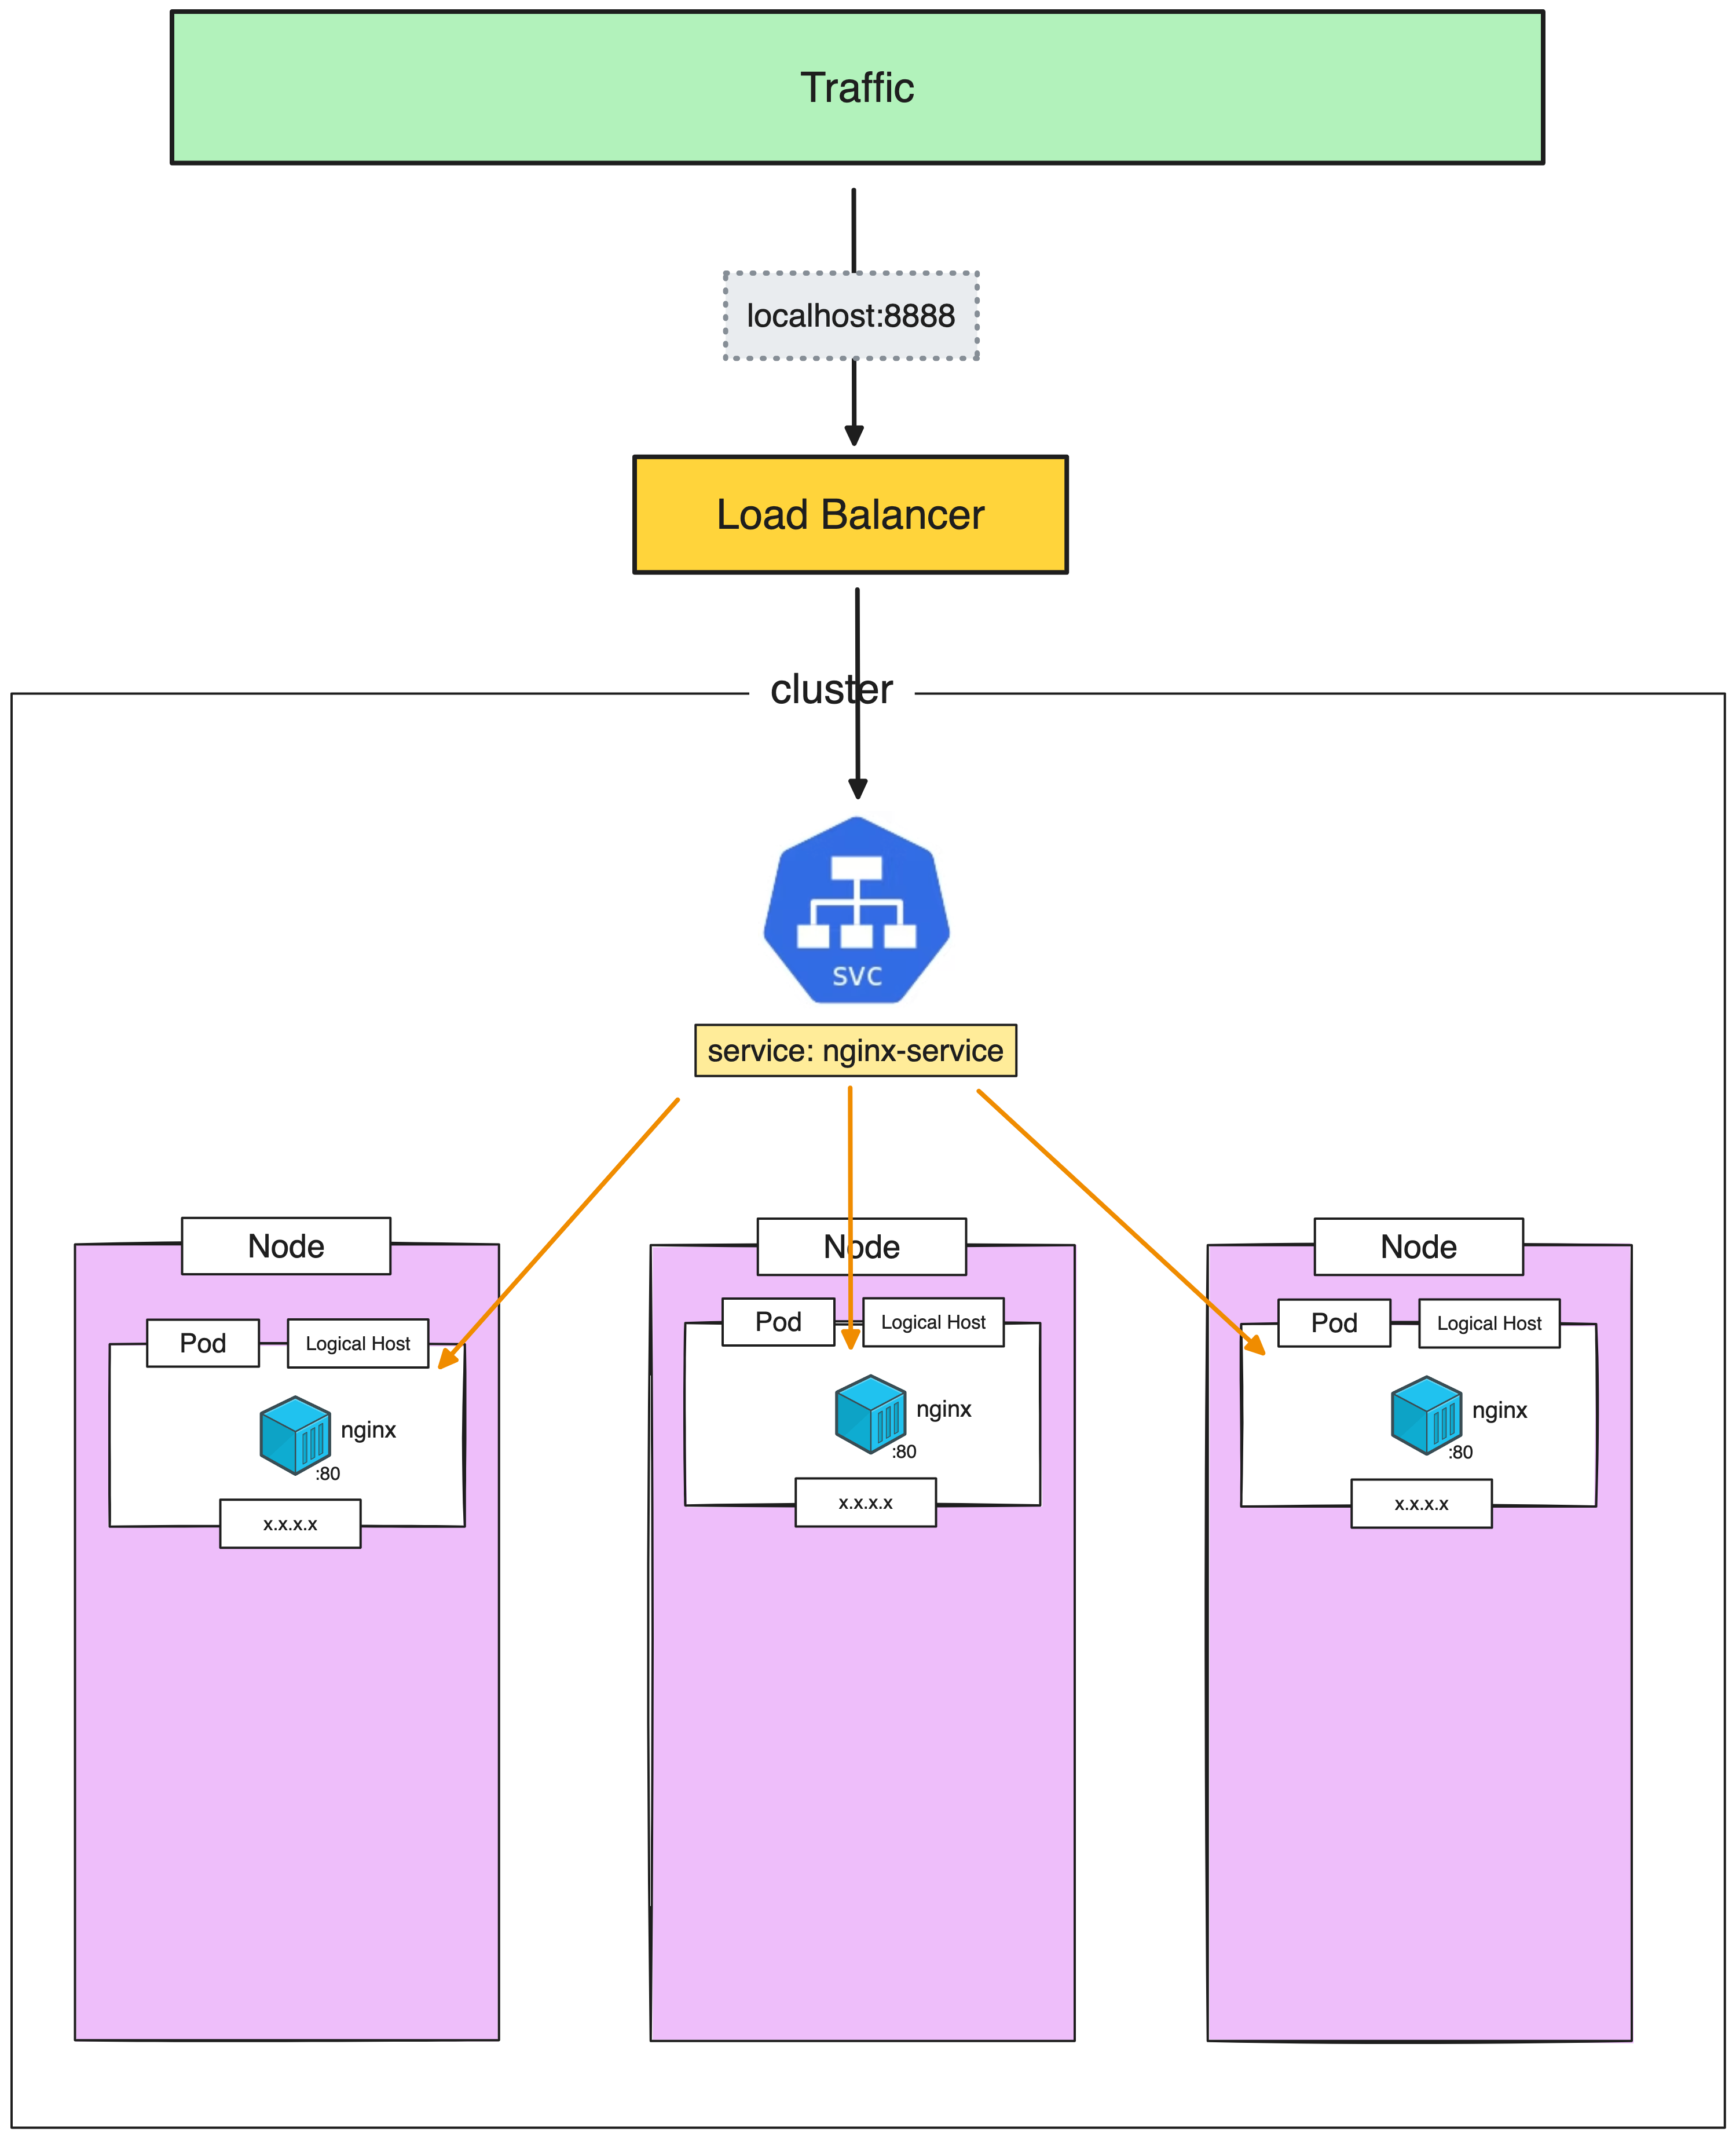 Traffic
localhost:8888
Load Balancer
cluster
svc
service: nginx-service
Node
Pod
Logical Host
nginx
:80
x.x.x.x
Node
Pod
Logical Host
nginx
:80
x.x.x.x
Node
Pod
Logical Host
nginx
:80
x.x.x.x